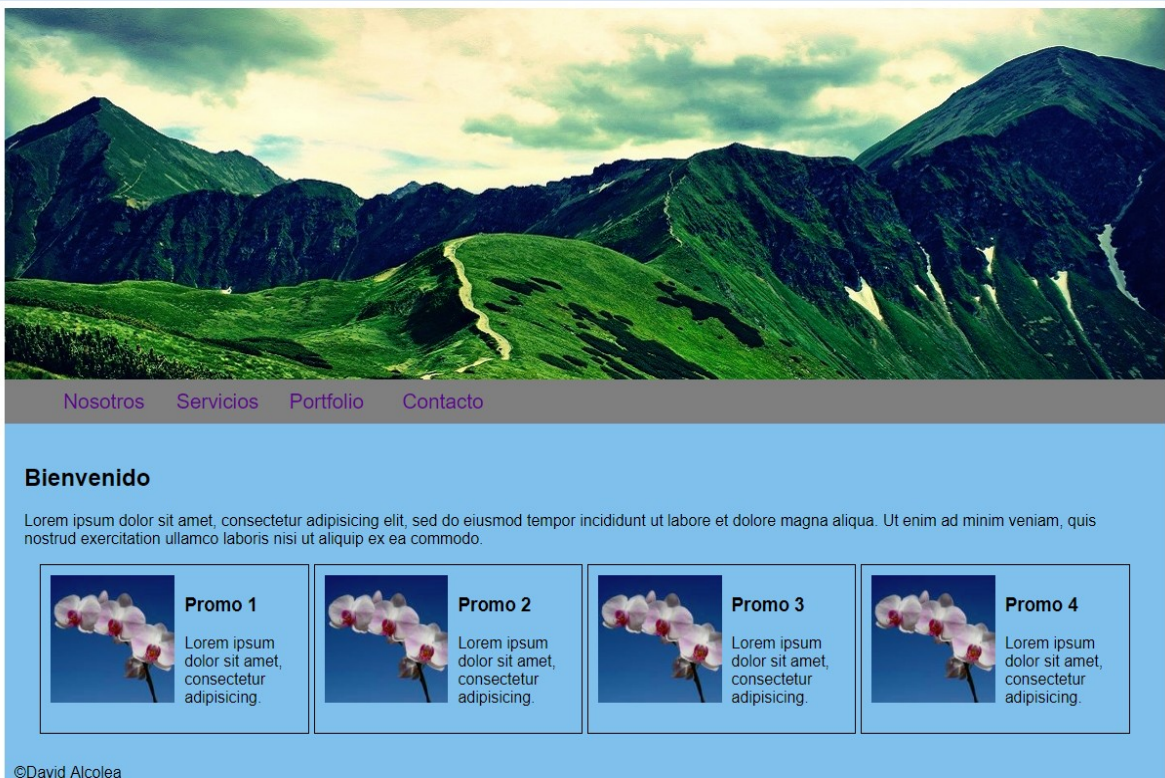 Nosotros Servicios Portfolio Contacto
Bienvenido
Lorem ipsum dolor sit amet, consectetur adipisicing elit, sed do eiusmod tempor incididunt ut labore et dolore magna aliqua. Ut enim ad minim veniam, quis
nostrud exercitation ullamco laboris nisi ut aliquip ex ea commodo.
Promo 1
Lorem ipsum
dolor sit amet,
consectetur
adipisicing.
Promo 2
Lorem ipsum
dolor sit amet,
consectetur
adipisicing.
Promo 3
Lorem ipsum
dolor sit amet,
consectetur
adipisicing.
Promo 4
Lorem ipsum
dolor sit amet,
consectetur
adipisicing.
©David Alcolea